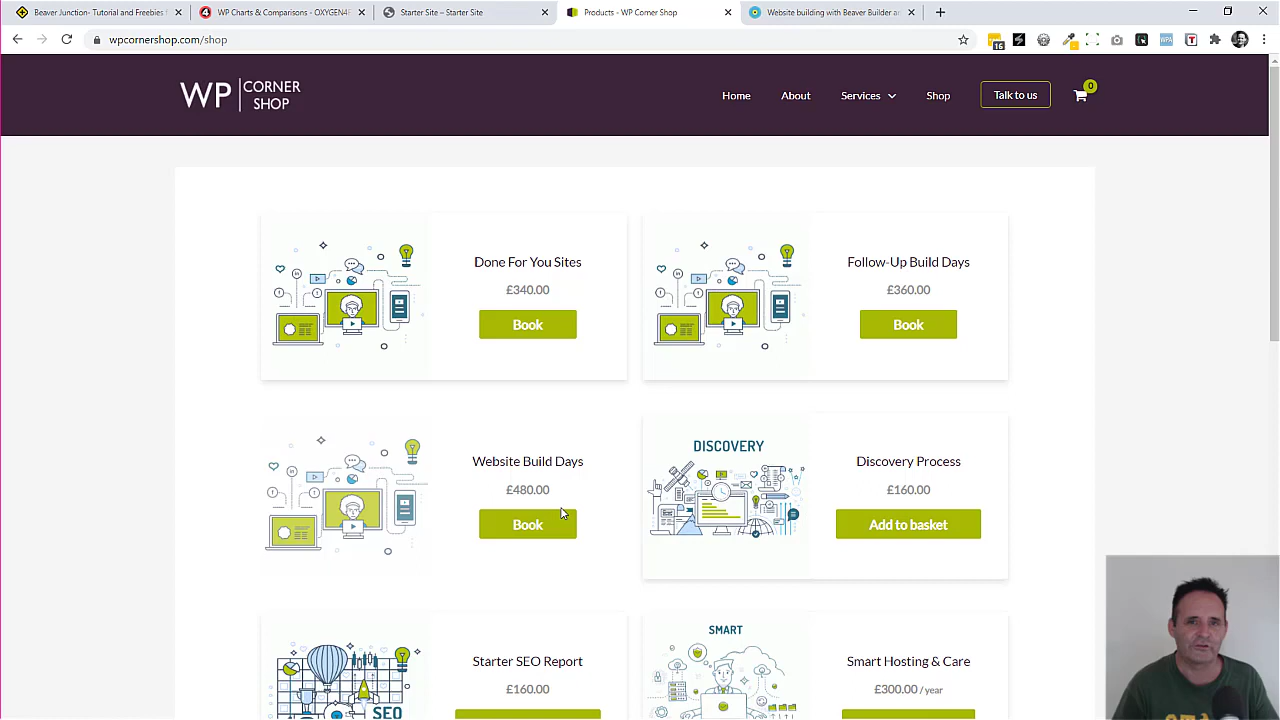 Beaver Junction- Tutorial and Freebies f
WP Charts & Comparisons - OXYGEN4F
Starter Site – Starter Site
Products - WP Corner Shop
Website building with Beaver Builder a
wpcornershop.com/shop
16
WP CORNER SHOP
Home
About
Services
Shop
Talk to us
0
Done For You Sites
£340.00
Book
Follow-Up Build Days
£360.00
Book
Website Build Days
£480.00
Book
DISCOVERY
Discovery Process
£160.00
Add to basket
SEO
Starter SEO Report
£160.00
SMART
Smart Hosting & Care
£300.00 / year